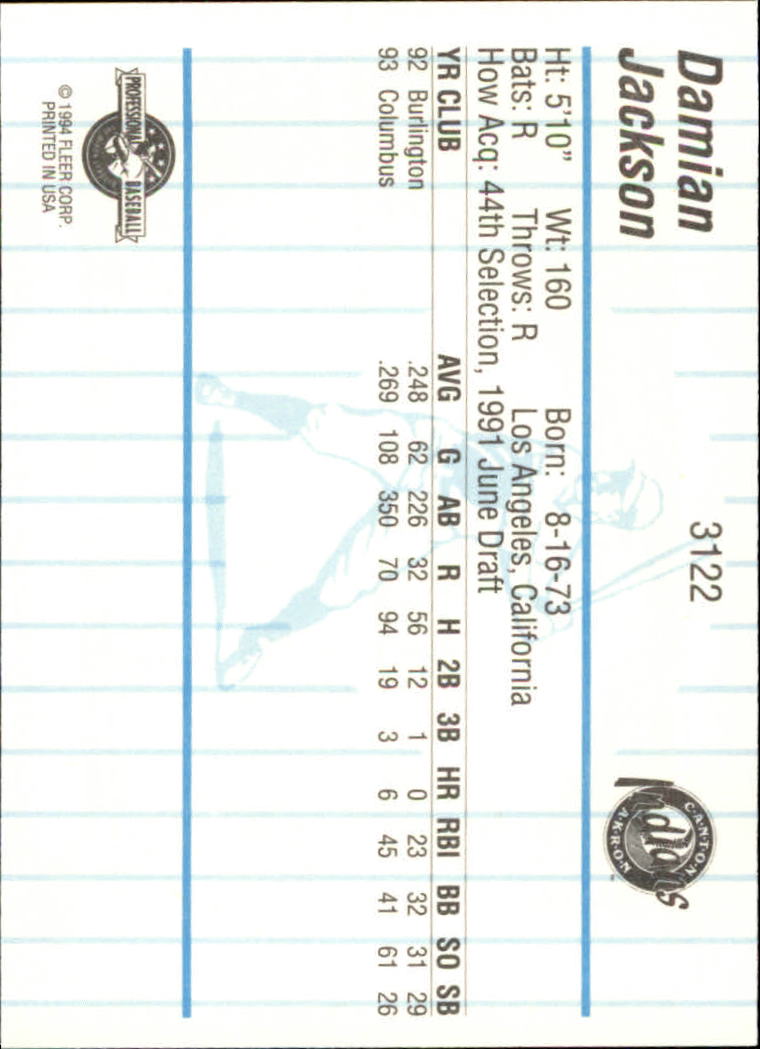 Damian
Jackson
3122
CANTON
Indians
AKRON
Ht: 5'10" Wt: 160 Born: 8-16-73
Bats: R Throws: R Los Angeles, California
How Acq: 44th Selection, 1991 June Draft
YR CLUB AVG G AB R H 2B 3B HR RBI BB SO SB
92 Burlington .248 62 226 32 56 12 1 0 23 32 31 29
93 Columbus .269 108 350 70 94 19 3 6 45 41 61 26
PROFESSIONAL BASEBALL
© 1994 FLEER CORP.
PRINTED IN USA